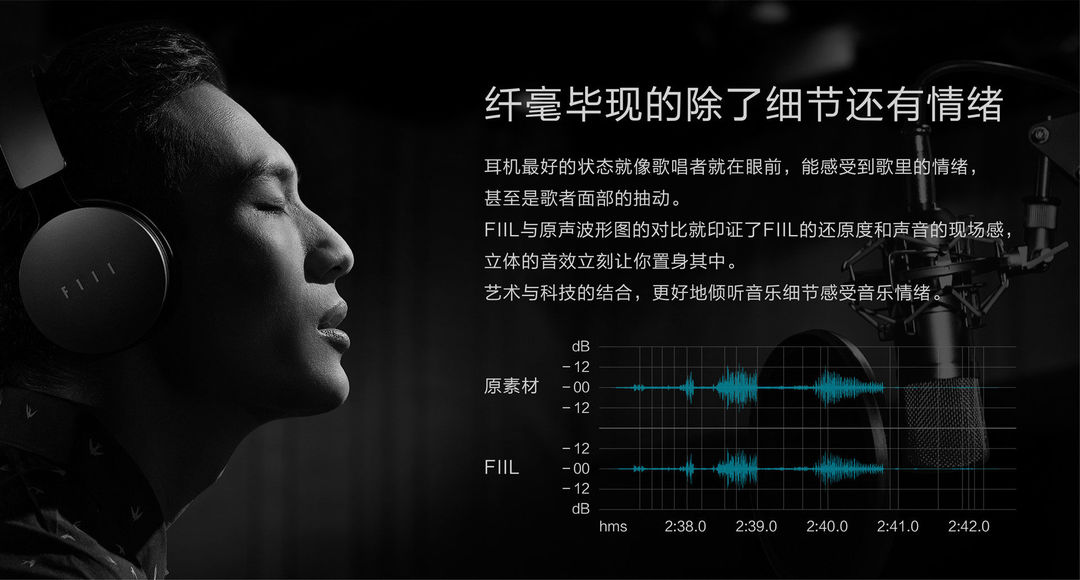 纤毫毕现的除了细节还有情绪
耳机最好的状态就像歌唱者就在眼前，能感受到歌里的情绪，
甚至是歌者面部的抽动。
FIIL与原声波形图的对比就印证了FIIL的还原度和声音的现场感，
立体的音效立刻让你置身其中。
艺术与科技的结合，更好地倾听音乐细节感受音乐情绪。
FIIL
dB
-12
原素材 -00
-12
-12
FIIL -00
-12
dB
hms 2:38.0 2:39.0 2:40.0 2:41.0 2:42.0